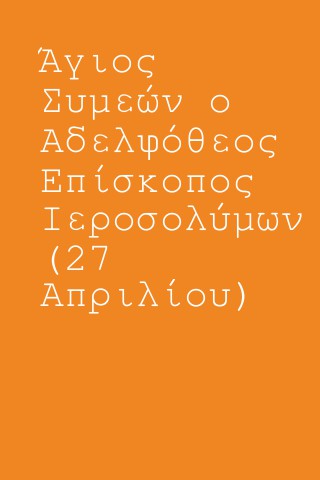 Άγιος
Συμεών ο
Αδελφόθεος
Επίσκοπος
Ιεροσολύμων
(27
Απριλίου)